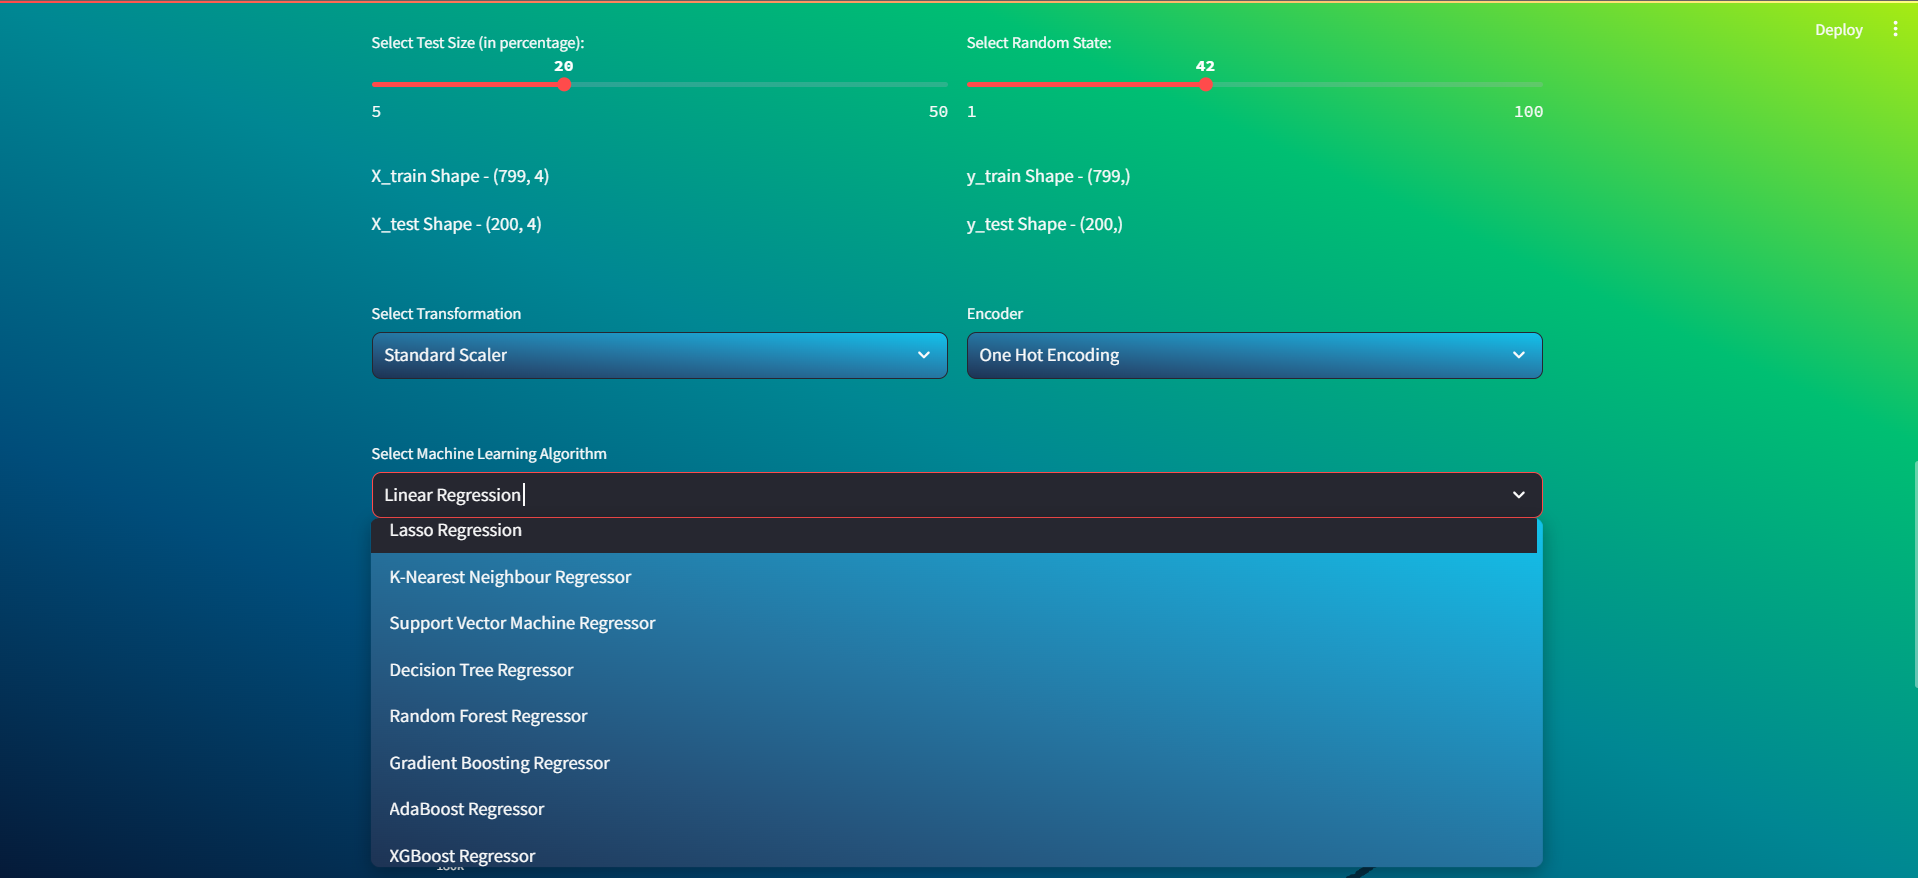 Deploy
Select Test Size (in percentage):
20
5
50
Select Random State:
42
1
100
X_train Shape - (799, 4)
y_train Shape - (799,)
X_test Shape - (200, 4)
y_test Shape - (200,)
Select Transformation
Standard Scaler
Encoder
One Hot Encoding
Select Machine Learning Algorithm
Linear Regression
Lasso Regression
K-Nearest Neighbour Regressor
Support Vector Machine Regressor
Decision Tree Regressor
Random Forest Regressor
Gradient Boosting Regressor
AdaBoost Regressor
XGBoost Regressor